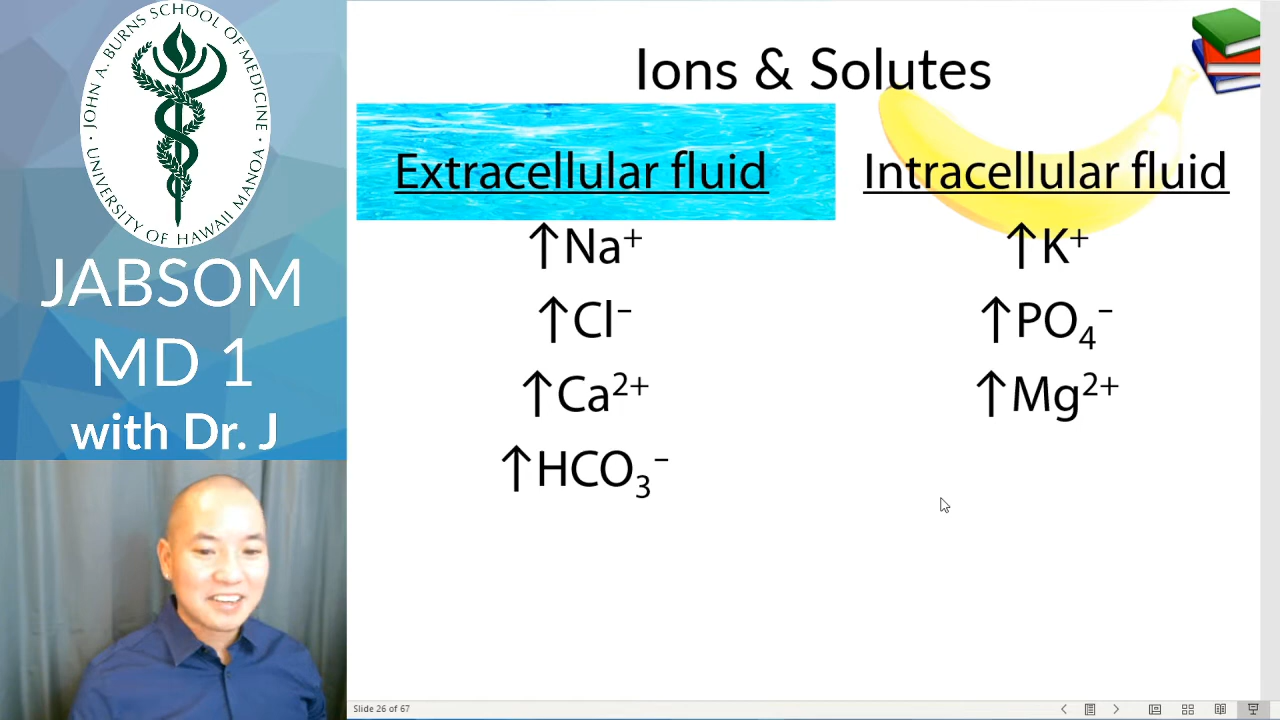 JOHN A. BURNS SCHOOL OF MEDICINE
UNIVERSITY OF HAWAII MANOA
JABSOM
MD 1
with Dr. J
Ions & Solutes
Extracellular fluid
↑Na⁺
↑Cl⁻
↑Ca²⁺
↑HCO₃⁻
Intracellular fluid
↑K⁺
↑PO₄⁻
↑Mg²⁺
Slide 26 of 67